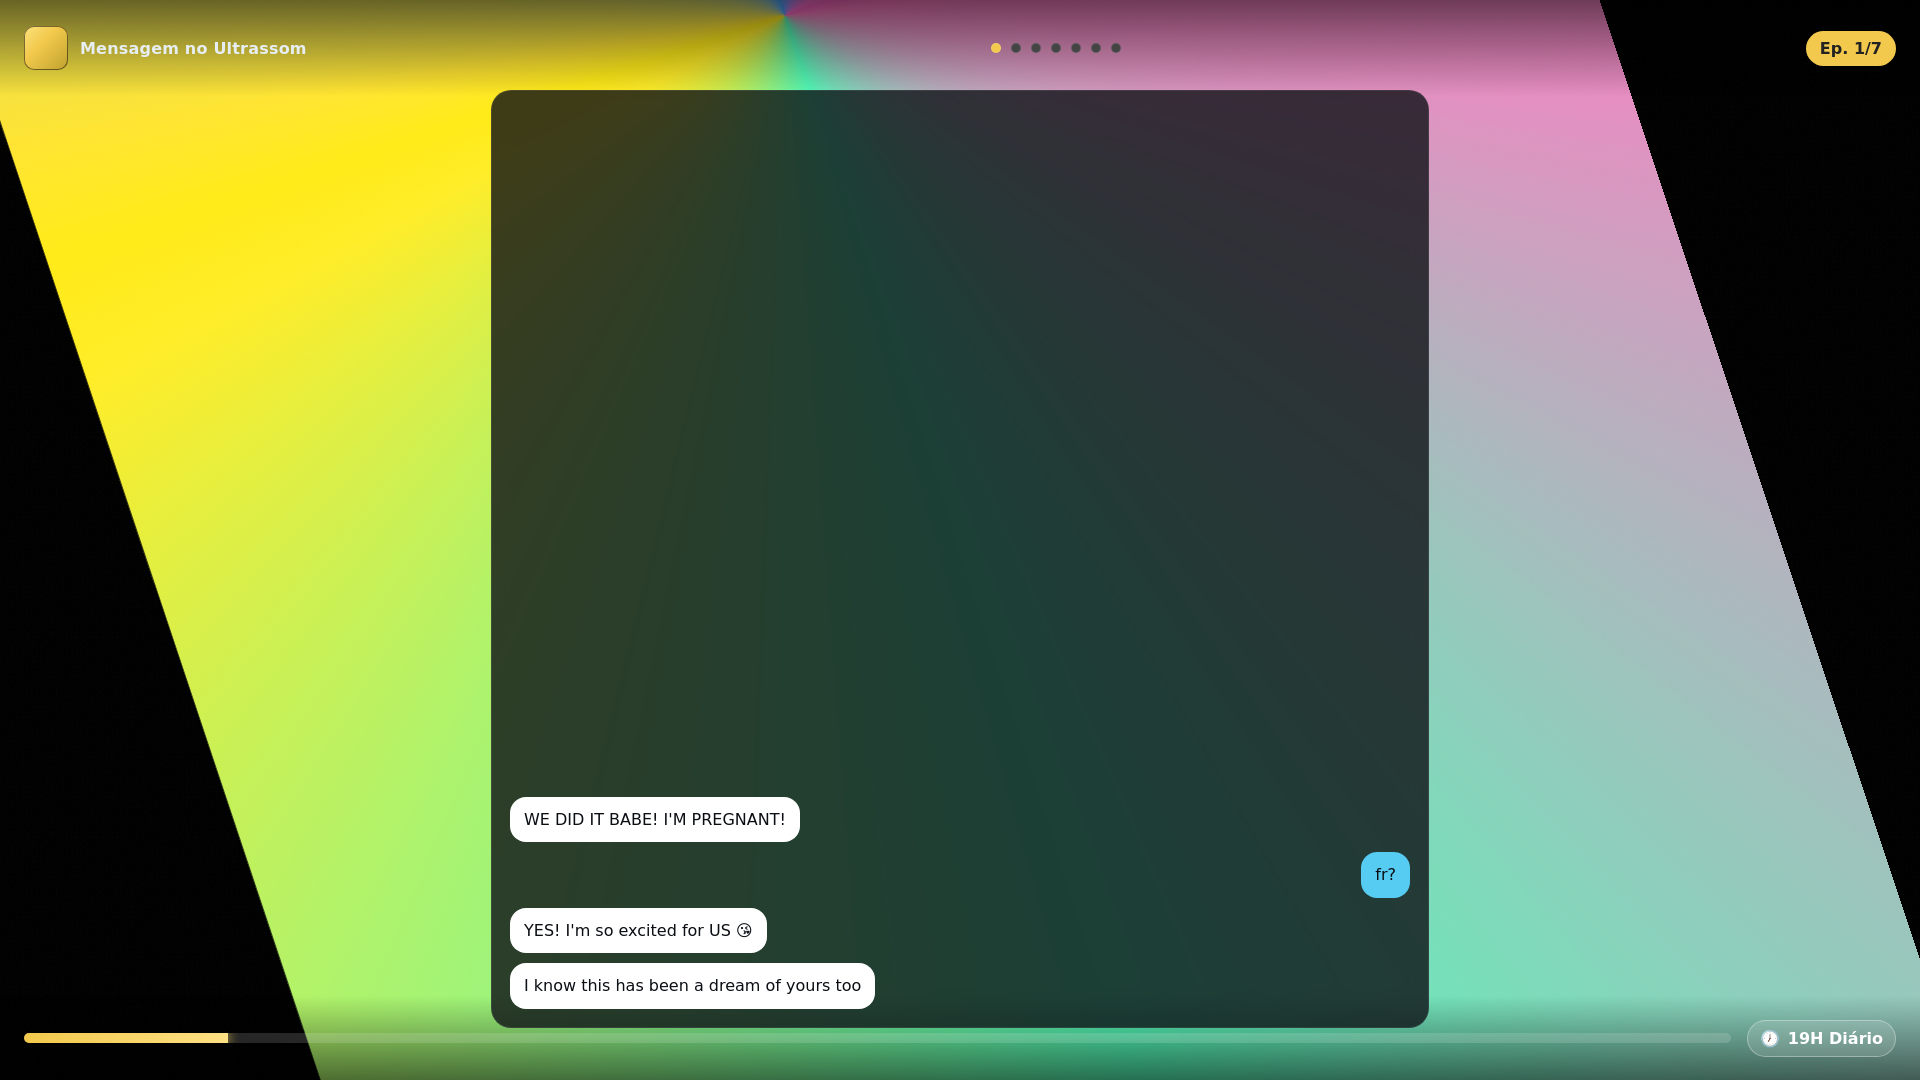 Mensagem no Ultrassom
Ep. 1/7
WE DID IT BABE! I'M PREGNANT!
fr?
YES! I'm so excited for US 😘
I know this has been a dream of yours too
19H Diário